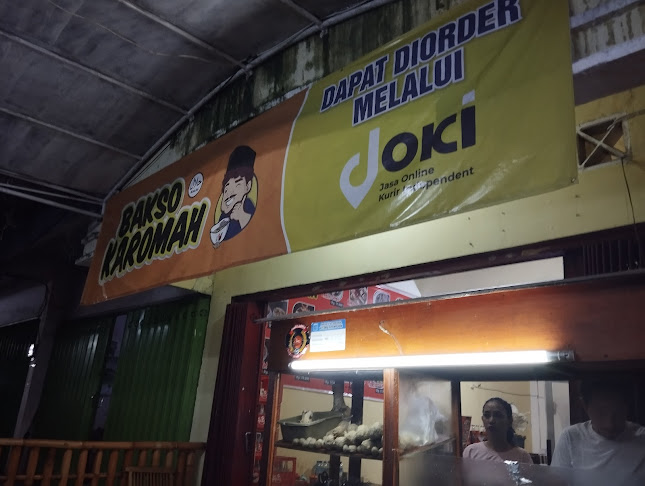 BAKSO
KAROMAH
DAPAT DIORDER
MELALUI
JOKI
Jasa Online
Kurir Independent